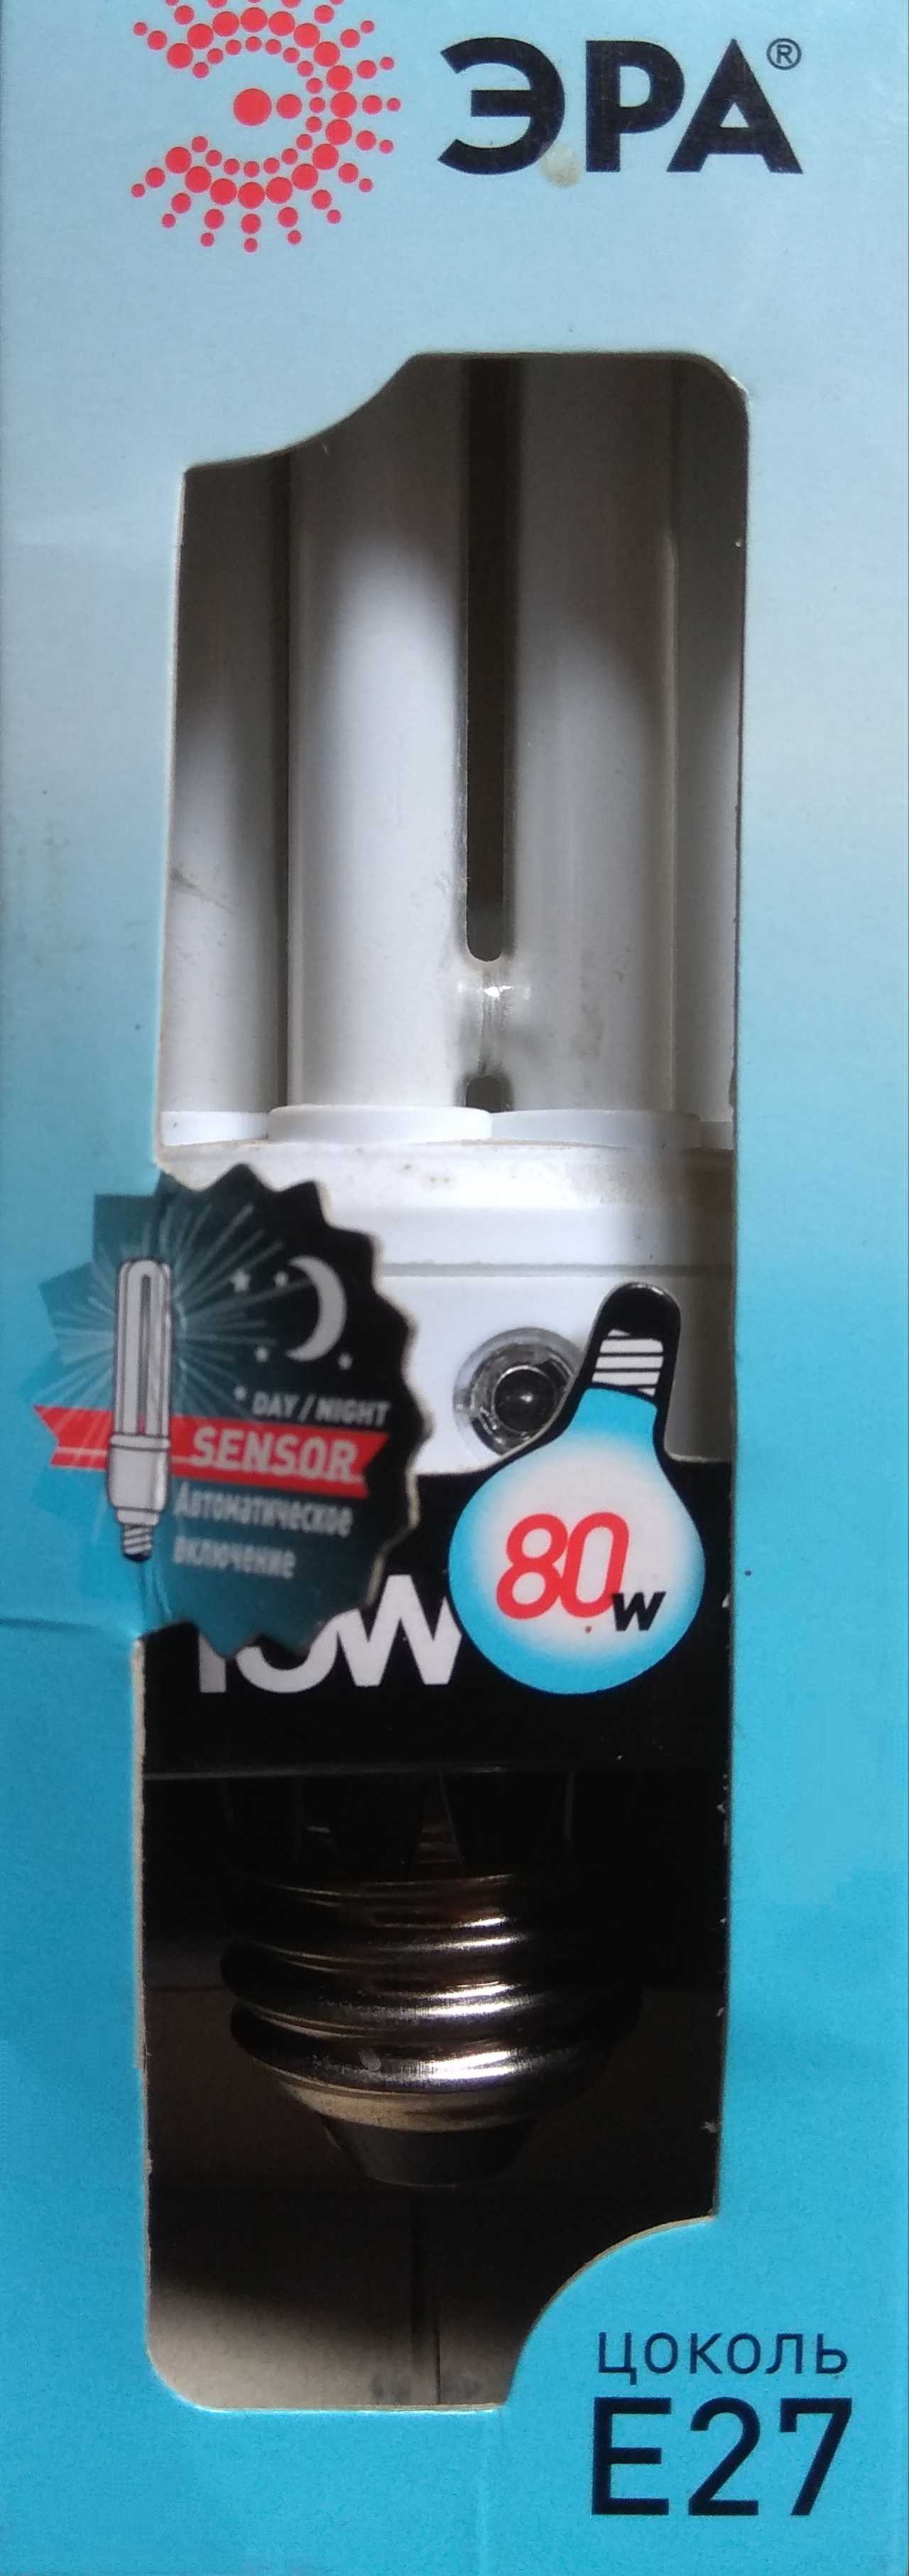 ЭРА®
DAY / NIGHT
SENSOR
Автоматическое
включение
80w
цоколь
E27